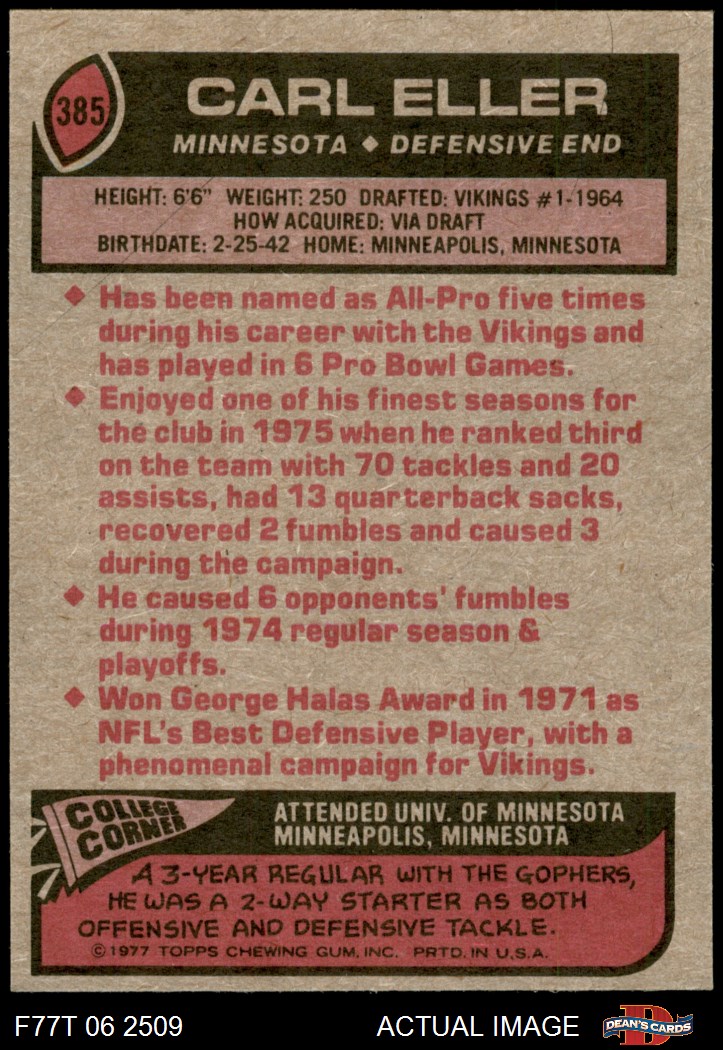 385
CARL ELLER
MINNESOTA ◆ DEFENSIVE END
HEIGHT: 6'6" WEIGHT: 250 DRAFTED: VIKINGS #1-1964
HOW ACQUIRED: VIA DRAFT
BIRTHDATE: 2-25-42 HOME: MINNEAPOLIS, MINNESOTA
◆ Has been named as All-Pro five times
during his career with the Vikings and
has played in 6 Pro Bowl Games.
◆ Enjoyed one of his finest seasons for
the club in 1975 when he ranked third
on the team with 70 tackles and 20
assists, had 13 quarterback sacks,
recovered 2 fumbles and caused 3
during the campaign.
◆ He caused 6 opponents' fumbles
during 1974 regular season &
playoffs.
◆ Won George Halas Award in 1971 as
NFL's Best Defensive Player, with a
phenomenal campaign for Vikings.
COLLEGE
CORNER
ATTENDED UNIV. OF MINNESOTA
MINNEAPOLIS, MINNESOTA
A 3-YEAR REGULAR WITH THE GOPHERS,
HE WAS A 2-WAY STARTER AS BOTH
OFFENSIVE AND DEFENSIVE TACKLE.
©1977 TOPPS CHEWING GUM, INC. PRTD. IN U.S.A.
F77T 06 2509
ACTUAL IMAGE
D
DEAN'S CARDS